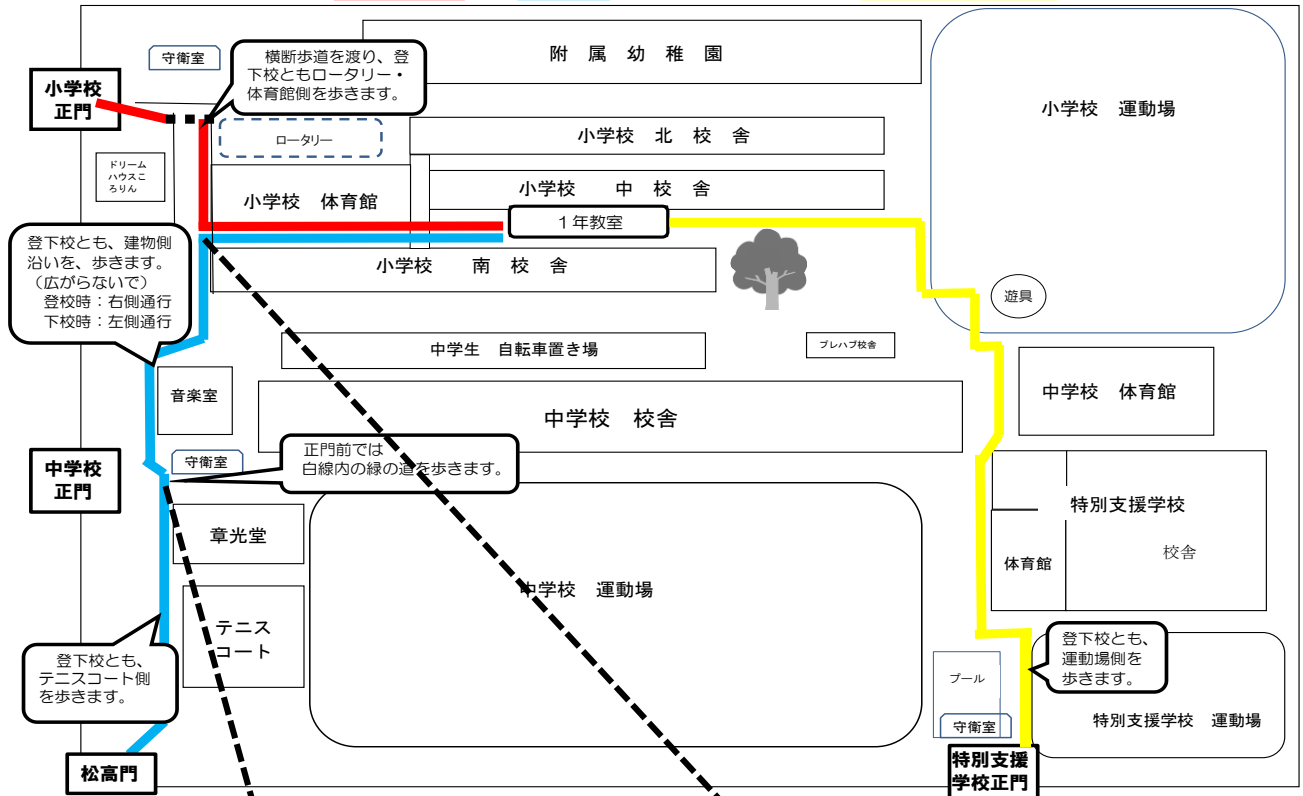 附　属　幼　稚　園
守衛室
横断歩道を渡り、登
下校ともロータリー・
体育館側を歩きます。
小学校
正門
小学校　運動場
ロータリー
小学校　北　校　舎
ドリーム
ハウスこ
ろりん
小学校　体育館
小学校　　中　校　舎
１年教室
登下校とも、建物側
沿いを、歩きます。
（広がらないで）
登校時：右側通行
下校時：左側通行
小学校　　南　校　舎
遊具
中学生　自転車置き場
プレハブ校舎
音楽室
中学校　校舎
中学校　体育館
正門前では
白線内の緑の道を歩きます。
守衛室
中学校
正門
特別支援学校
校舎
体育館
章光堂
中学校　運動場
テニス
コート
登下校とも、
テニスコート側
を歩きます。
登下校とも、
運動場側を
歩きます。
プール
守衛室
特別支援学校　運動場
松高門
特別支援
学校正門